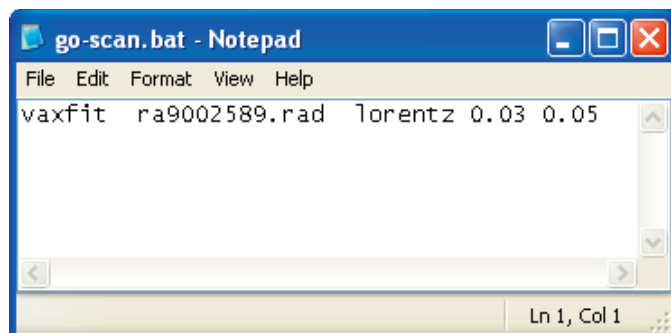 go-scan.bat - Notepad
File Edit Format View Help
vaxfit ra9002589.rad lorentz 0.03 0.05
Ln 1, Col 1